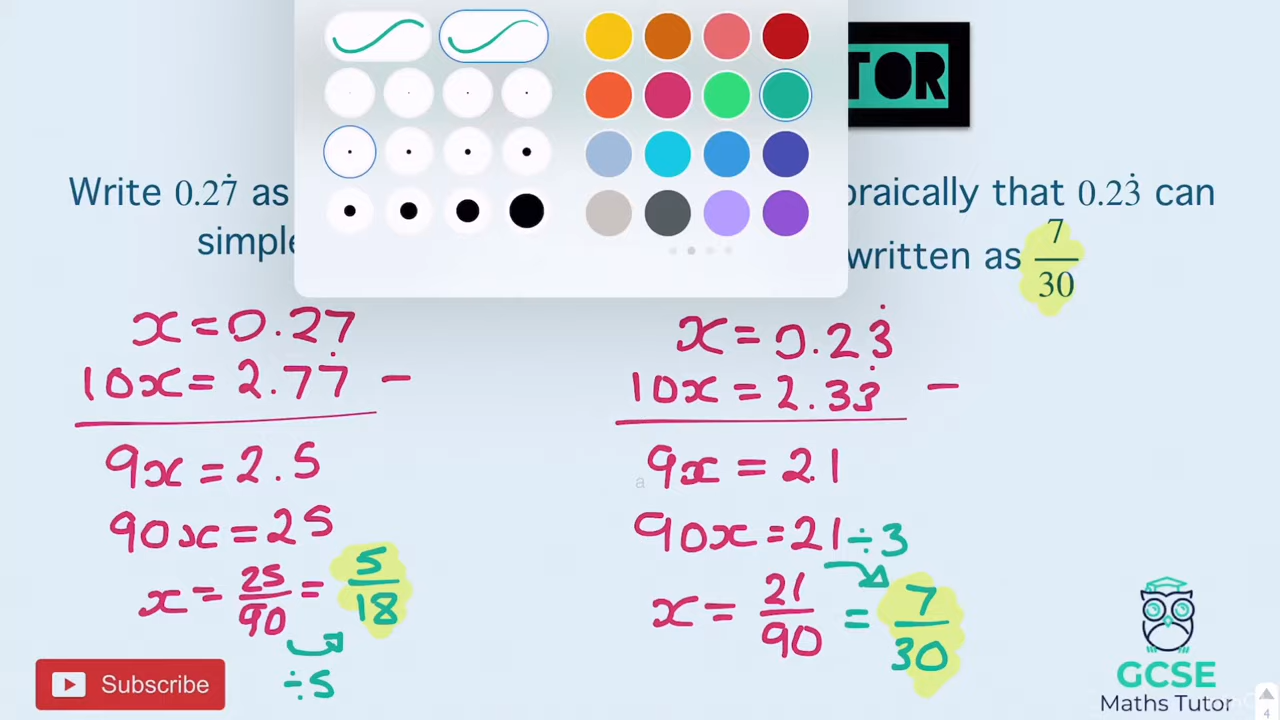 TOR
Write 0.27̇ as
simple
braically that 0.23̇ can
written as 7/30
x = 0.27
10x = 2.77̇ −
9x = 2.5
90x = 25
x = 25/90 = 5/18
÷5
x = 0.23̇
10x = 2.33̇ −
9x = 2.1
90x = 21 ÷3
x = 21/90 = 7/30
a
Subscribe
GCSE
Maths Tutor
4